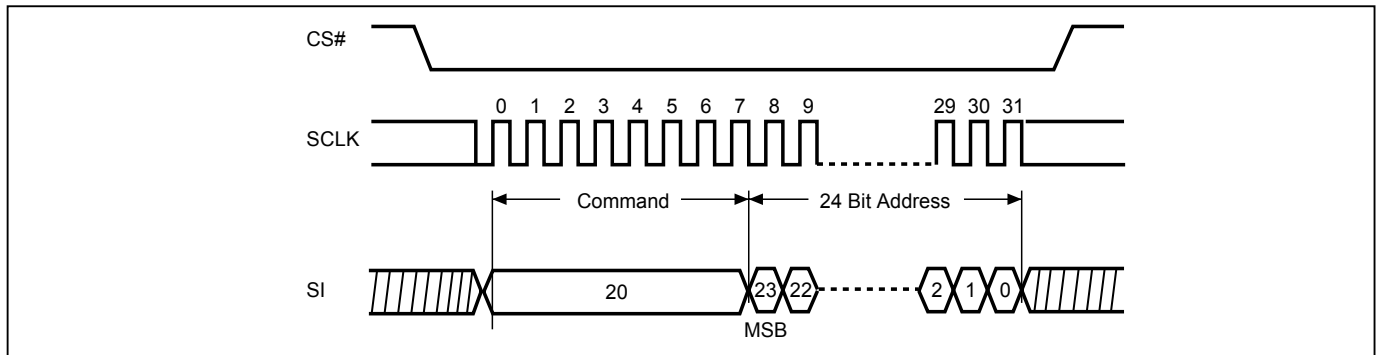 CS#
0 1 2 3 4 5 6 7 8 9 29 30 31
SCLK
Command 24 Bit Address
SI 20 23 22 2 1 0
MSB